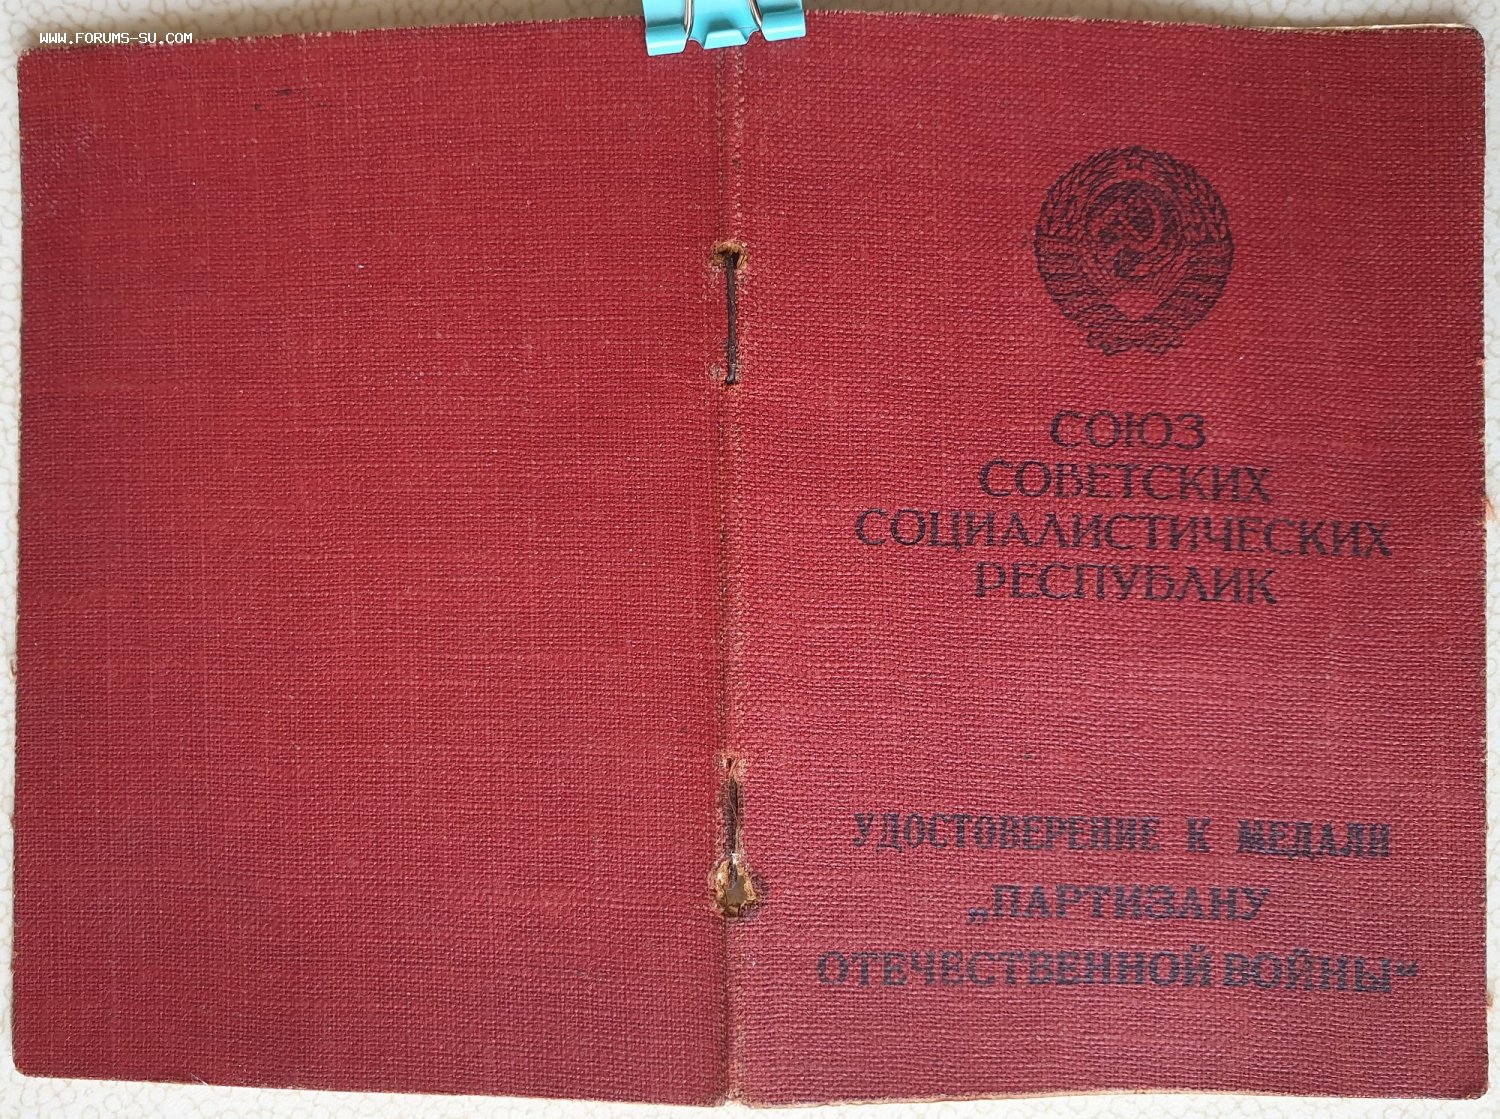 WWW.FORUMS-SU.COM
СОЮЗ
СОВЕТСКИХ
СОЦИАЛИСТИЧЕСКИХ
РЕСПУБЛИК
УДОСТОВЕРЕНИЕ К МЕДАЛИ
„ПАРТИЗАНУ
ОТЕЧЕСТВЕННОЙ ВОЙНЫ“